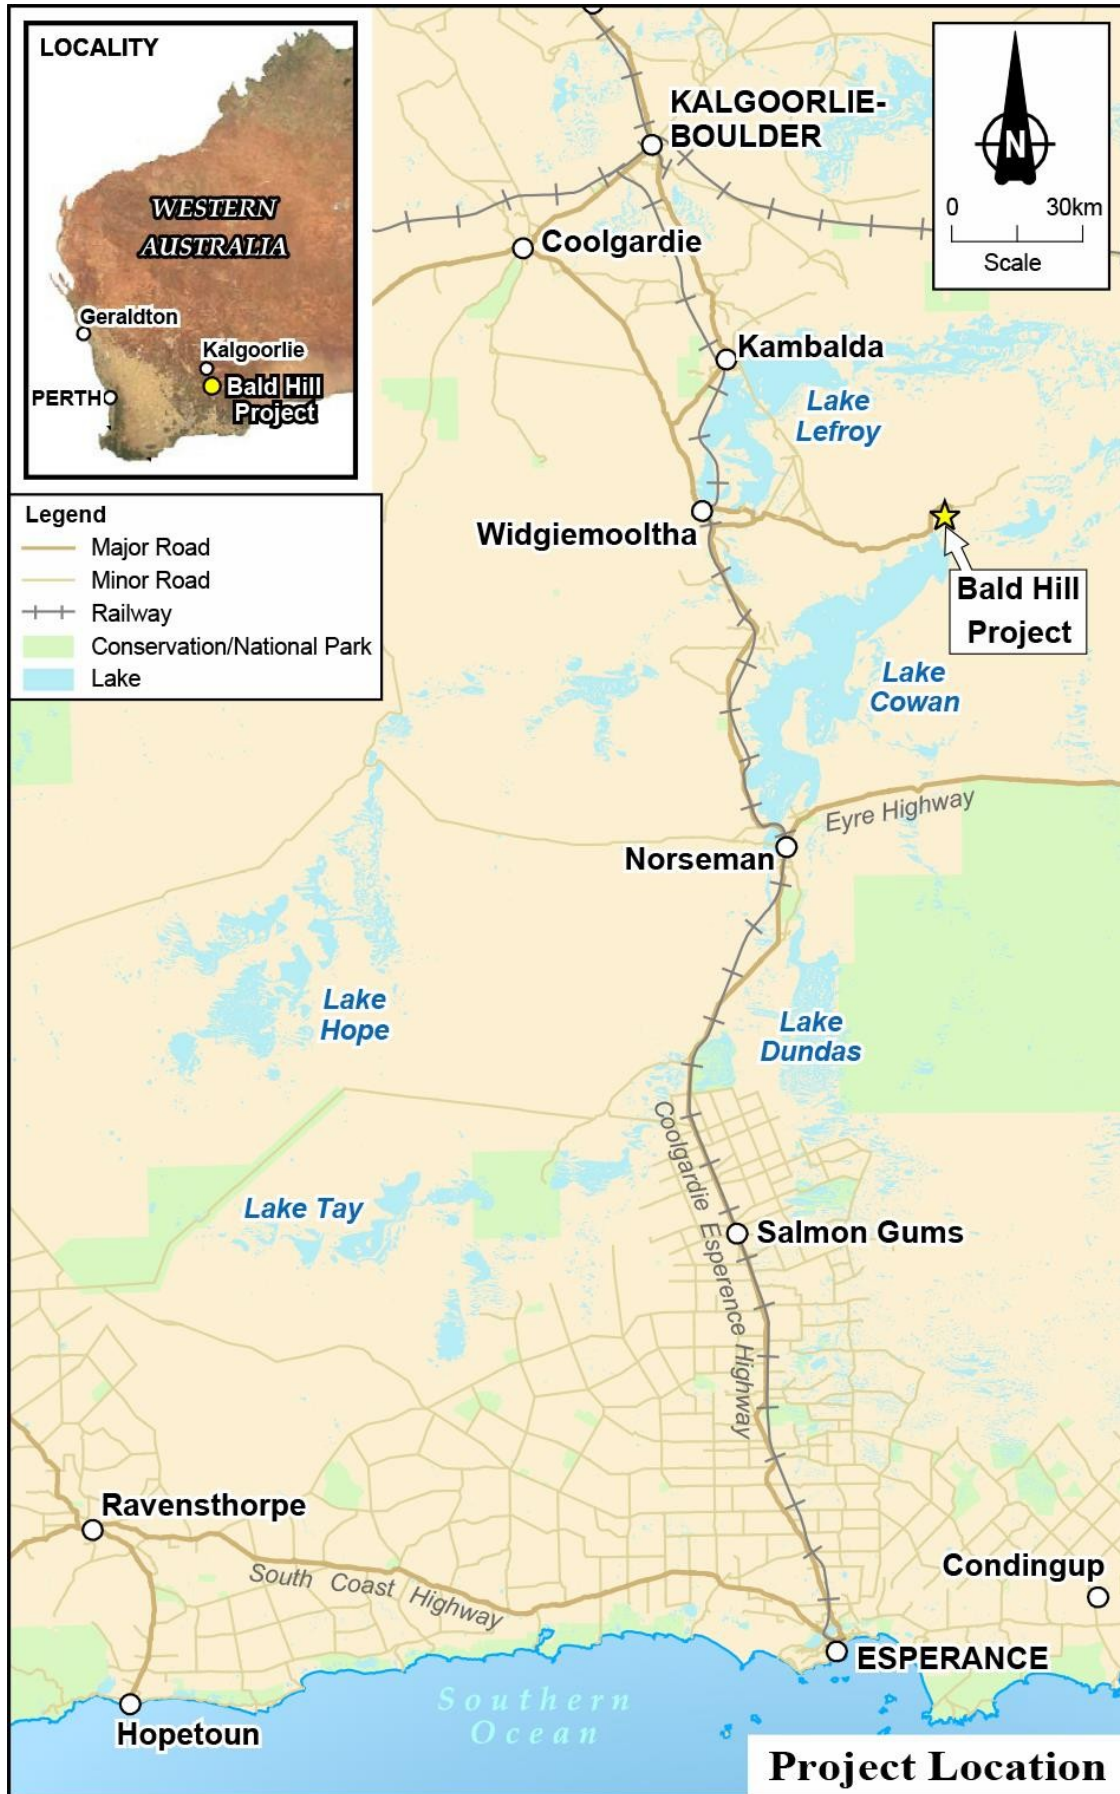 LOCALITY
WESTERN
AUSTRALIA
Geraldton
Kalgoorlie
PERTH
Bald Hill
Project
Legend
Major Road
Minor Road
Railway
Conservation/National Park
Lake
N
0 30km
Scale
KALGOORLIE-
BOULDER
Coolgardie
Kambalda
Lake
Lefroy
Widgiemooltha
Bald Hill
Project
Lake
Cowan
Eyre Highway
Norseman
Lake
Hope
Lake
Dundas
Coolgardie Esperence Highway
Lake Tay
Salmon Gums
Ravensthorpe
South Coast Highway
Condingup
ESPERANCE
Hopetoun
Southern
Ocean
Project Location